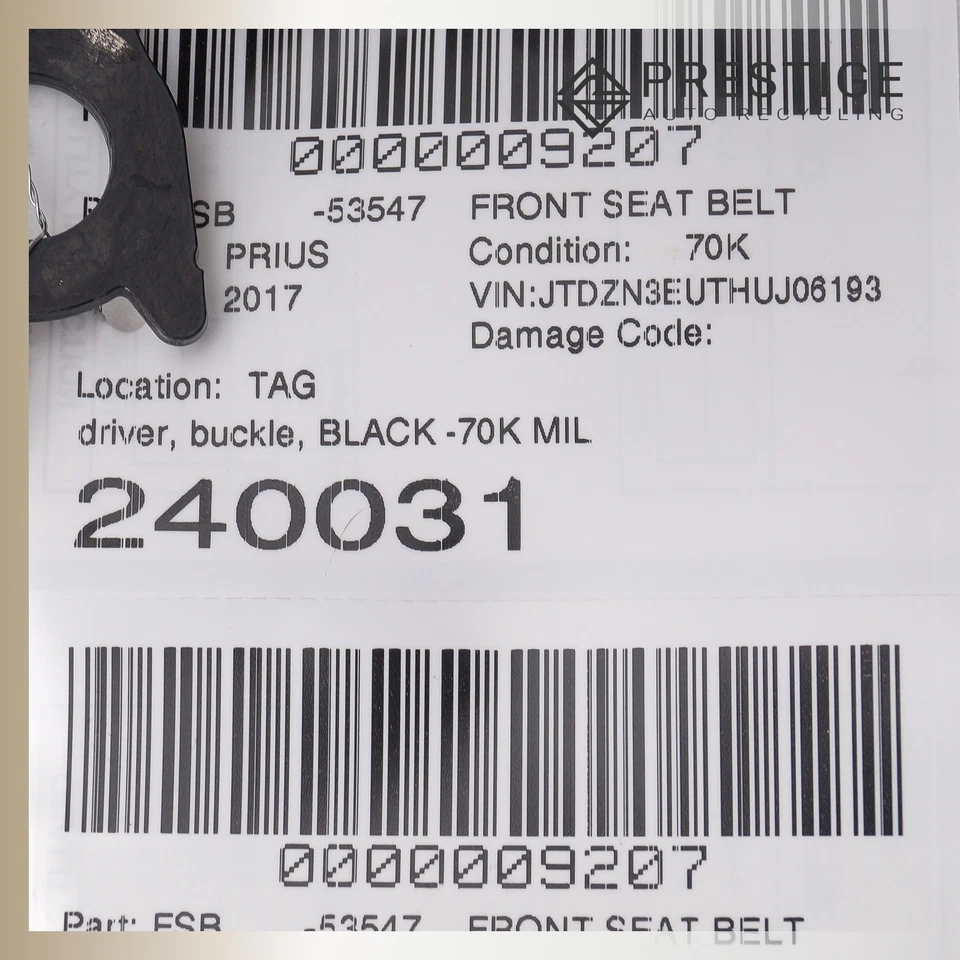 PRESTIGE
AUTO RECYCLING
0000009207
SB -53547 FRONT SEAT BELT
PRIUS Condition: 70K
2017 VIN:JTDZN3EUTHUJ06193
Damage Code:
Location: TAG
driver, buckle, BLACK -70K MIL
240031
0000009207
Part: FSB -53547 FRONT SEAT BELT